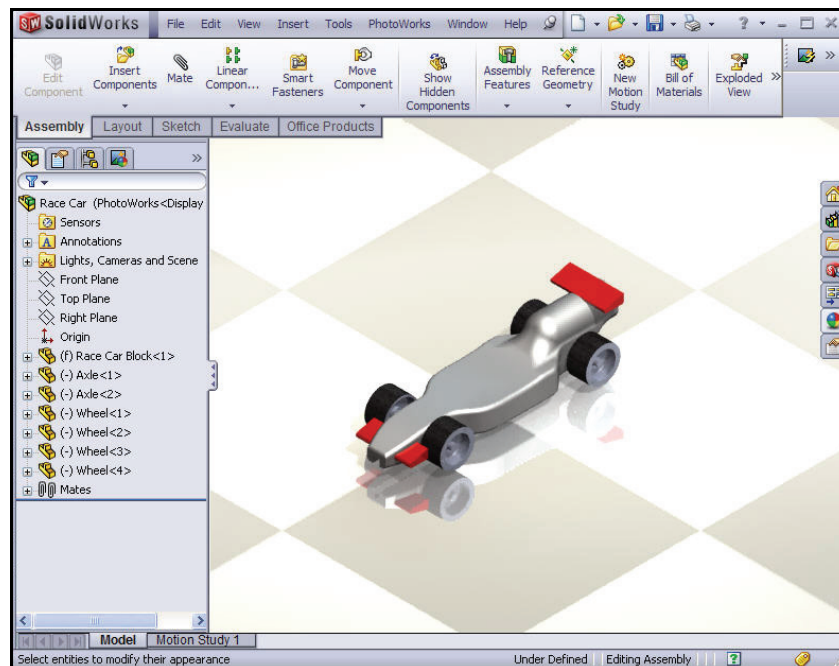 SolidWorks File Edit View Insert Tools PhotoWorks Window Help ?
Edit Component
Insert Components
Mate
Linear Compon...
Smart Fasteners
Move Component
Show Hidden Components
Assembly Features
Reference Geometry
New Motion Study
Bill of Materials
Exploded View
Assembly Layout Sketch Evaluate Office Products
Race Car (PhotoWorks<Display
Sensors
Annotations
Lights, Cameras and Scene
Front Plane
Top Plane
Right Plane
Origin
(f) Race Car Block<1>
(-) Axle<1>
(-) Axle<2>
(-) Wheel<1>
(-) Wheel<2>
(-) Wheel<3>
(-) Wheel<4>
Mates
Model Motion Study 1
Select entities to modify their appearance Under Defined Editing Assembly